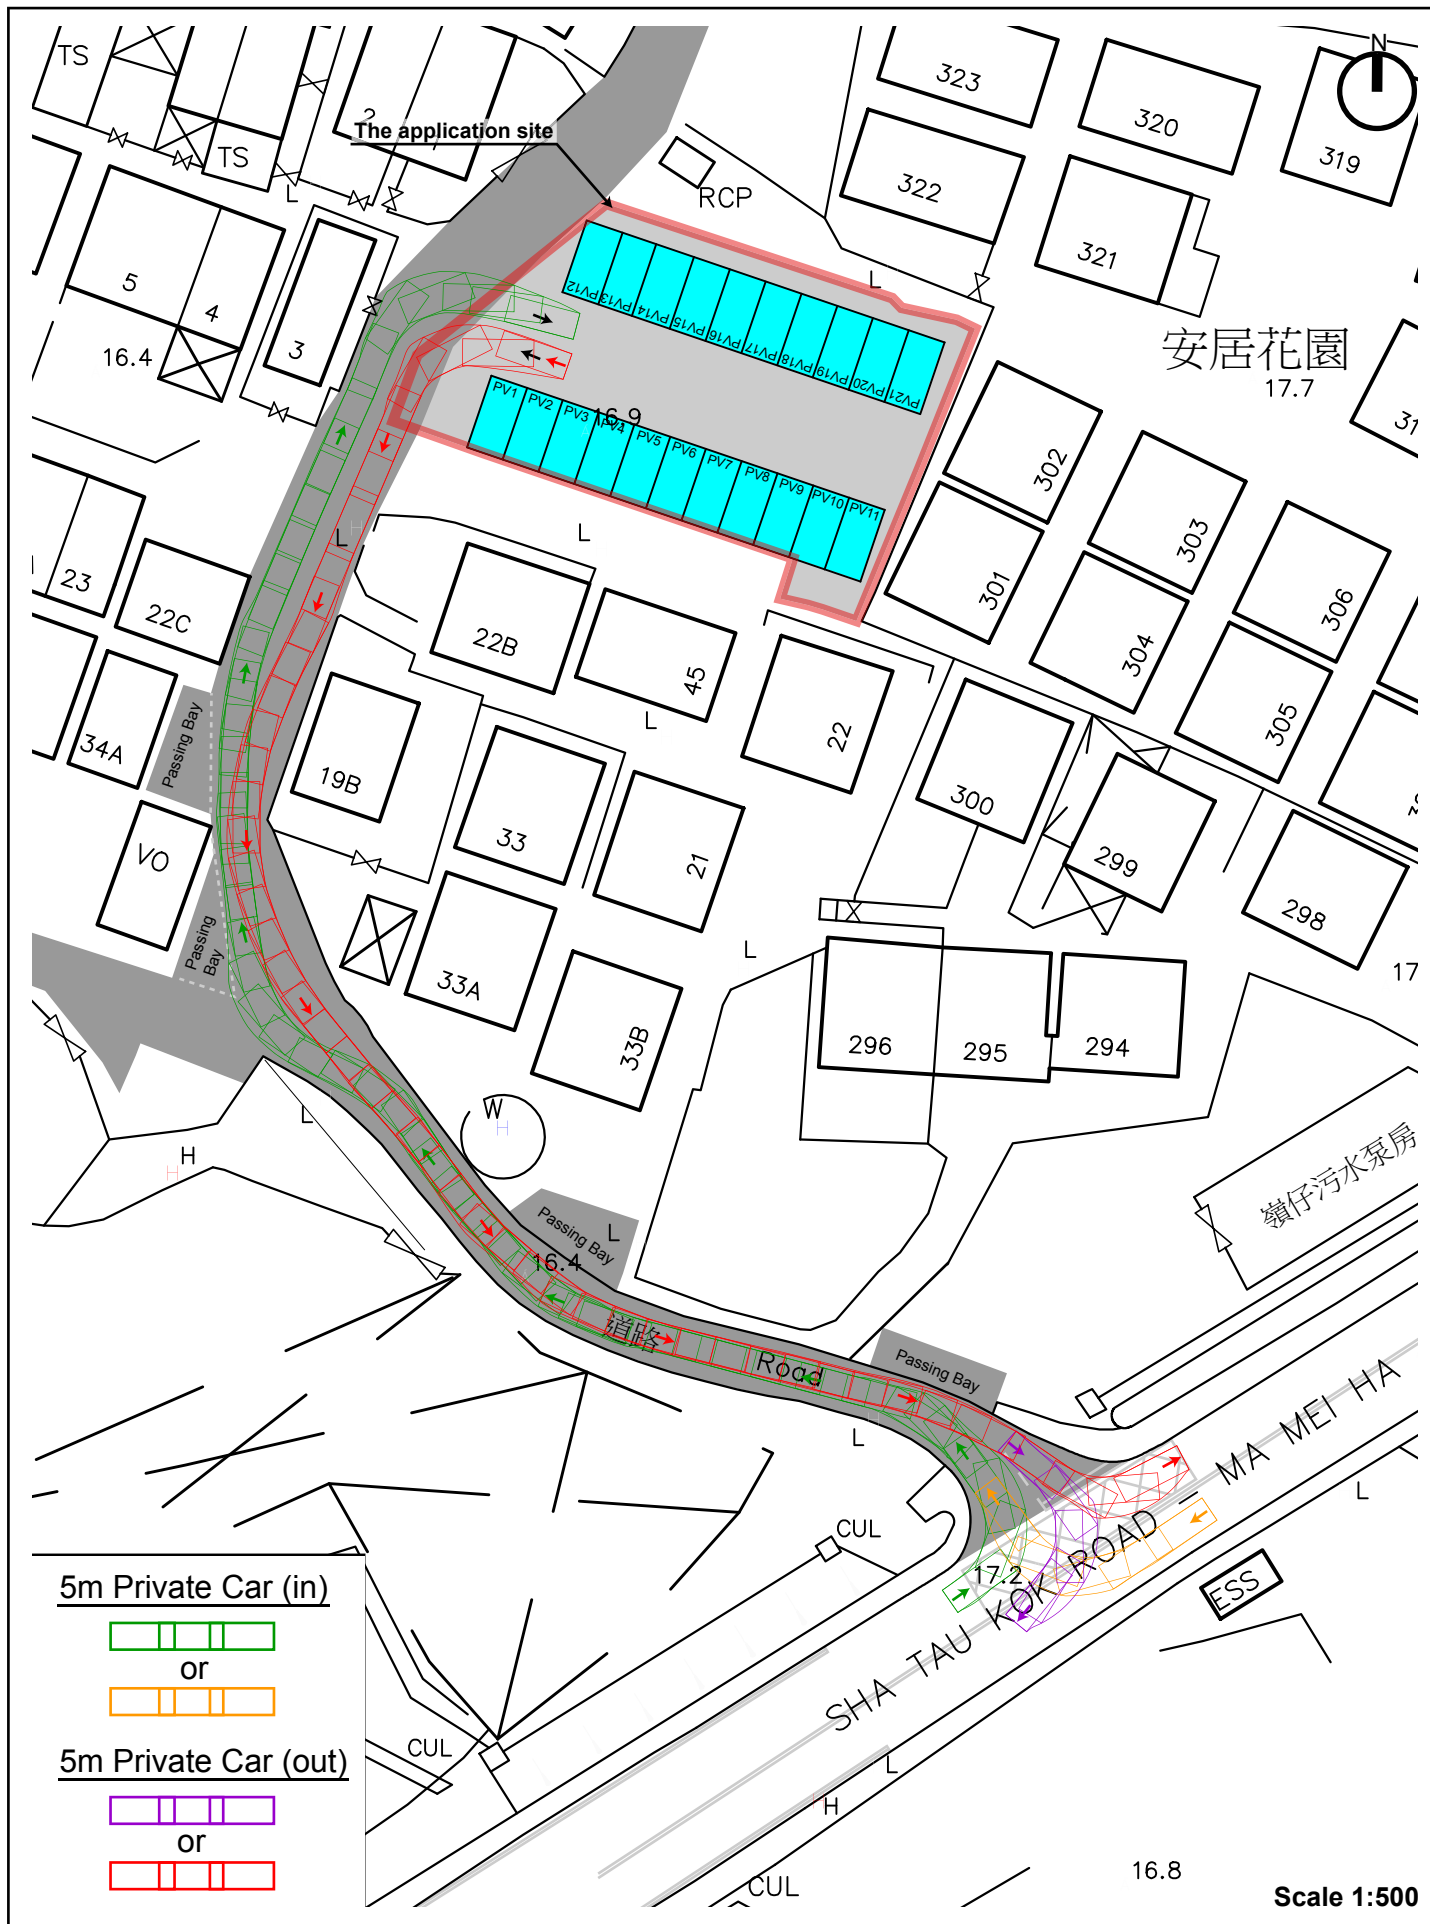 TS
2
1
323
320
N
319
TS
The application site
322
RCP
L
321
L
5
4
3
16.4
PV12
PV13
PV14
PV15
PV16
PV17
PV18
PV19
PV20
PV21
安居花園
17.7
PV1
PV2
PV3
PV4
16.9
PV5
PV6
PV7
PV8
PV9
PV10
PV11
302
303
301
304
306
305
L
L
H
23
22C
22B
45
L
22
34A
Passing Bay
19B
33
21
300
299
298
VO
Passing
Bay
33A
33B
L
296
295
294
17
W
H
L
H
H
嶺仔污水泵房
Passing Bay
L
16.4
道路
Road
Passing Bay
H
L
SHA TAU KOK ROAD - MA MEI HA
L
CUL
17.2
ESS
5m Private Car (in)
or
5m Private Car (out)
or
CUL
L
H
CUL
16.8
Scale 1:500